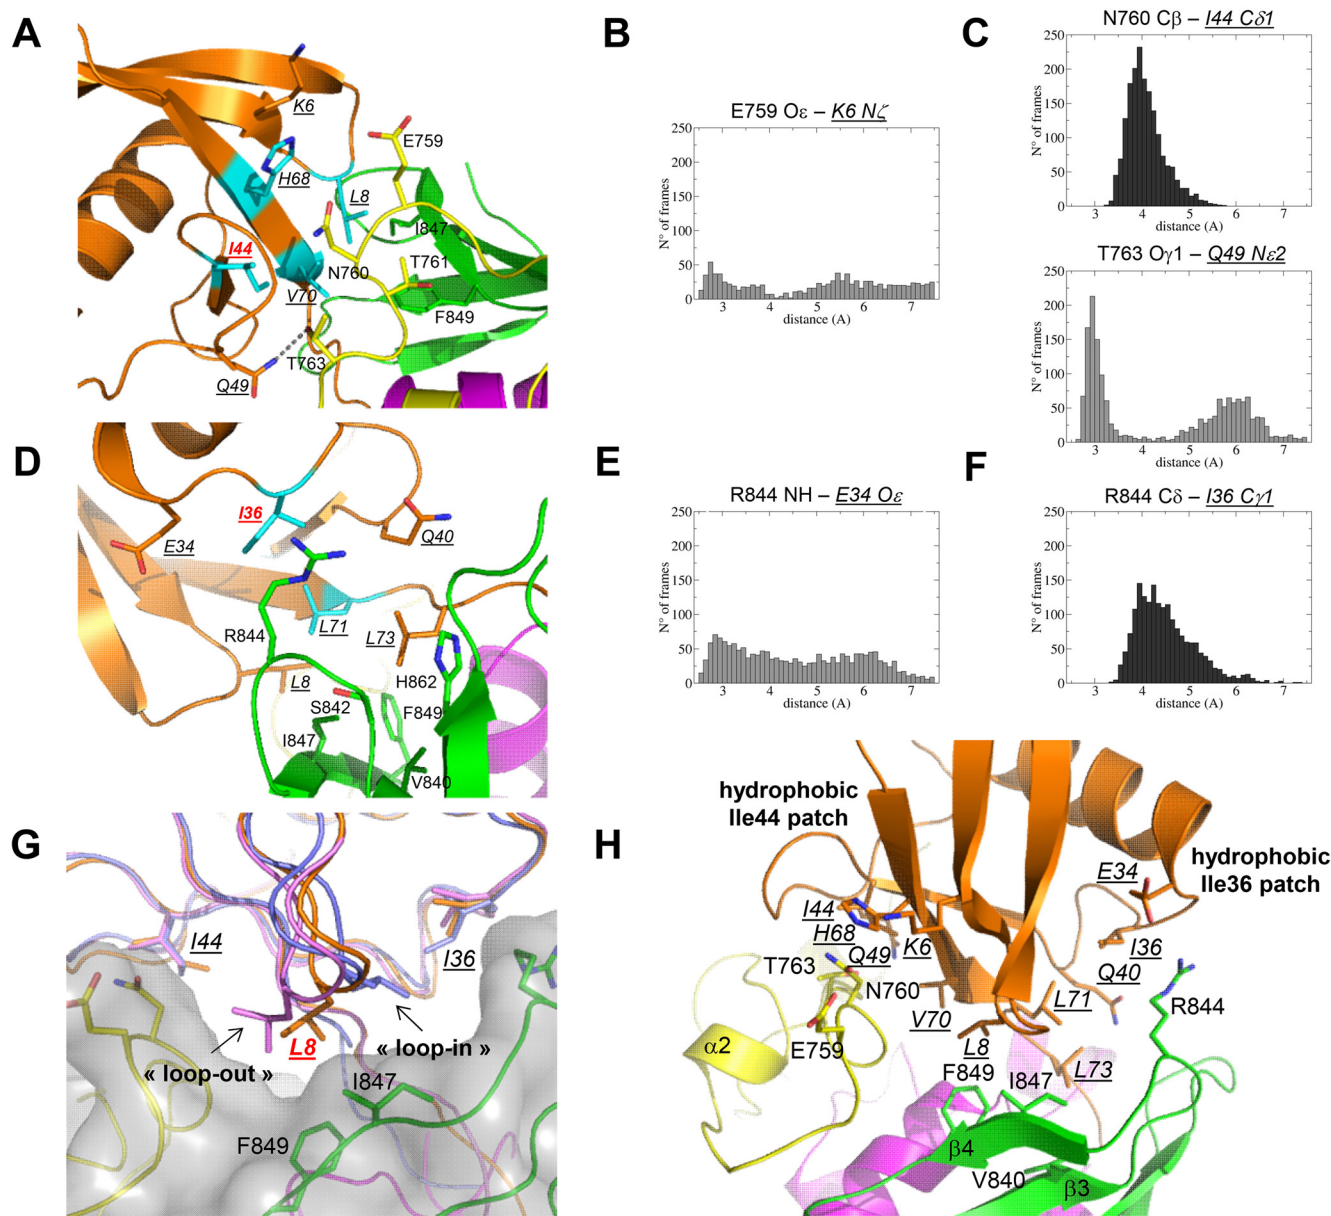 A
K6
E759
H68
L8
I847
I44
N760
T761
V70
F849
T763
Q49
B
E759 Oε – K6 Nζ
250
200
150
100
50
0
N° of frames
3 4 5 6 7
distance (A)
C
N760 Cβ – I44 Cδ1
250
200
150
100
50
0
N° of frames
3 4 5 6 7
distance (A)
T763 Oγ1 – Q49 Nε2
250
200
150
100
50
0
N° of frames
3 4 5 6 7
distance (A)
D
I36
Q40
E34
L71
R844
L73
H862
L8
S842
F849
I847
V840
E
R844 NH – E34 Oε
250
200
150
100
50
0
N° of frames
3 4 5 6 7
distance (A)
F
R844 Cδ – I36 Cγ1
250
200
150
100
50
0
N° of frames
3 4 5 6 7
distance (A)
G
I44
I36
L8
« loop-out »
« loop-in »
I847
F849
H
hydrophobic
Ile44 patch
hydrophobic
Ile36 patch
E34
I44
H68
K6
I36
Q49
Q40
T763
N760
R844
V70
L71
α2
E759
L8
L73
F849
I847
β4
V840
β3